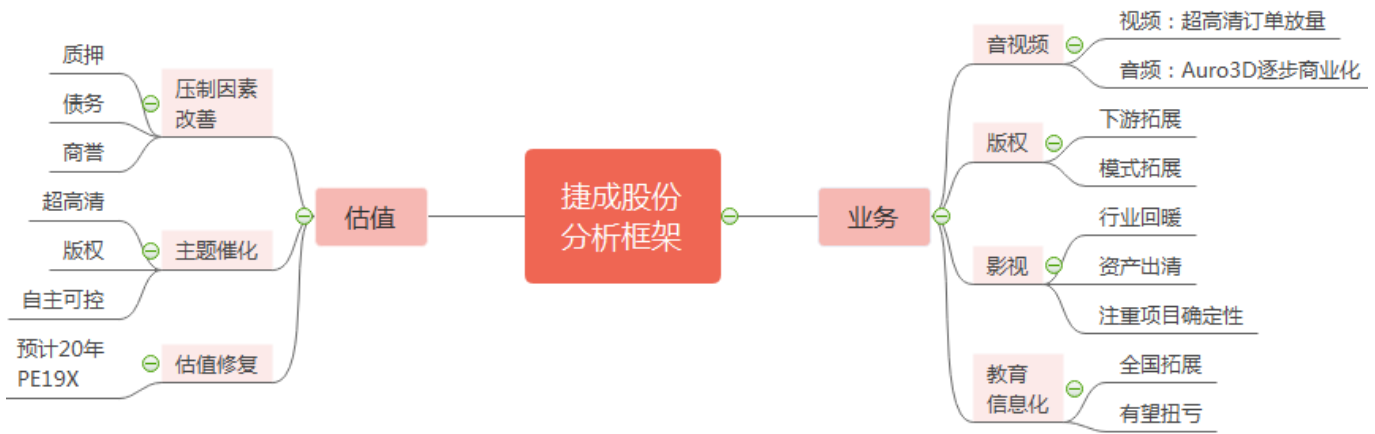 捷成股份
分析框架
估值
压制因素
改善
质押
债务
商誉
主题催化
超高清
版权
自主可控
估值修复
预计20年
PE19X
业务
音视频
视频：超高清订单放量
音频：Auro3D逐步商业化
版权
下游拓展
模式拓展
影视
行业回暖
资产出清
注重项目确定性
教育
信息化
全国拓展
有望扭亏